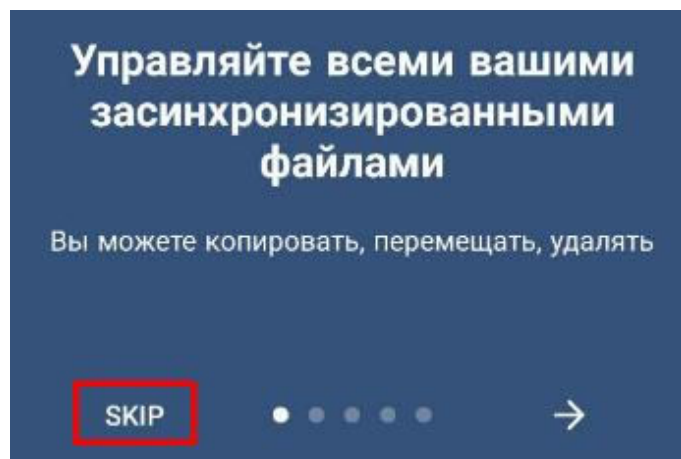 Управляйте всеми вашими
засинхронизированными
файлами
Вы можете копировать, перемещать, удалять
SKIP